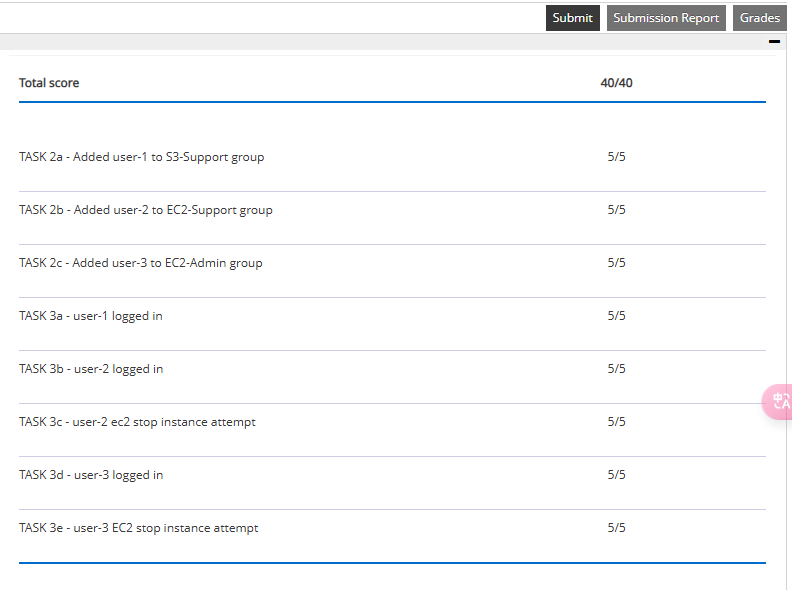 Submit Submission Report Grades
Total score 40/40
TASK 2a - Added user-1 to S3-Support group 5/5
TASK 2b - Added user-2 to EC2-Support group 5/5
TASK 2c - Added user-3 to EC2-Admin group 5/5
TASK 3a - user-1 logged in 5/5
TASK 3b - user-2 logged in 5/5
中 A
TASK 3c - user-2 ec2 stop instance attempt 5/5
TASK 3d - user-3 logged in 5/5
TASK 3e - user-3 EC2 stop instance attempt 5/5